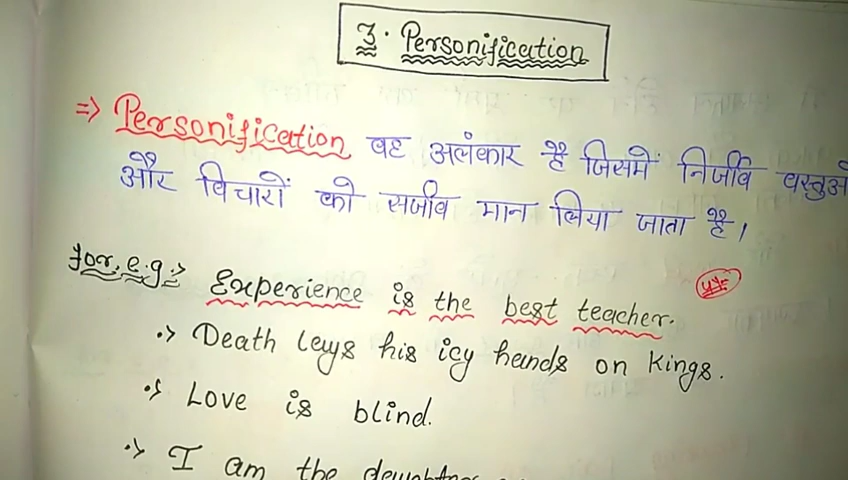 3. Personification
=> Personification वह अलंकार है जिसमें निर्जीव वस्तुओ
और विचारों को सजीव मान लिया जाता है।
for, e.g :> Experience is the best teacher.
.> Death lays his icy hands on Kings.
.> Love is blind.
.> I am the